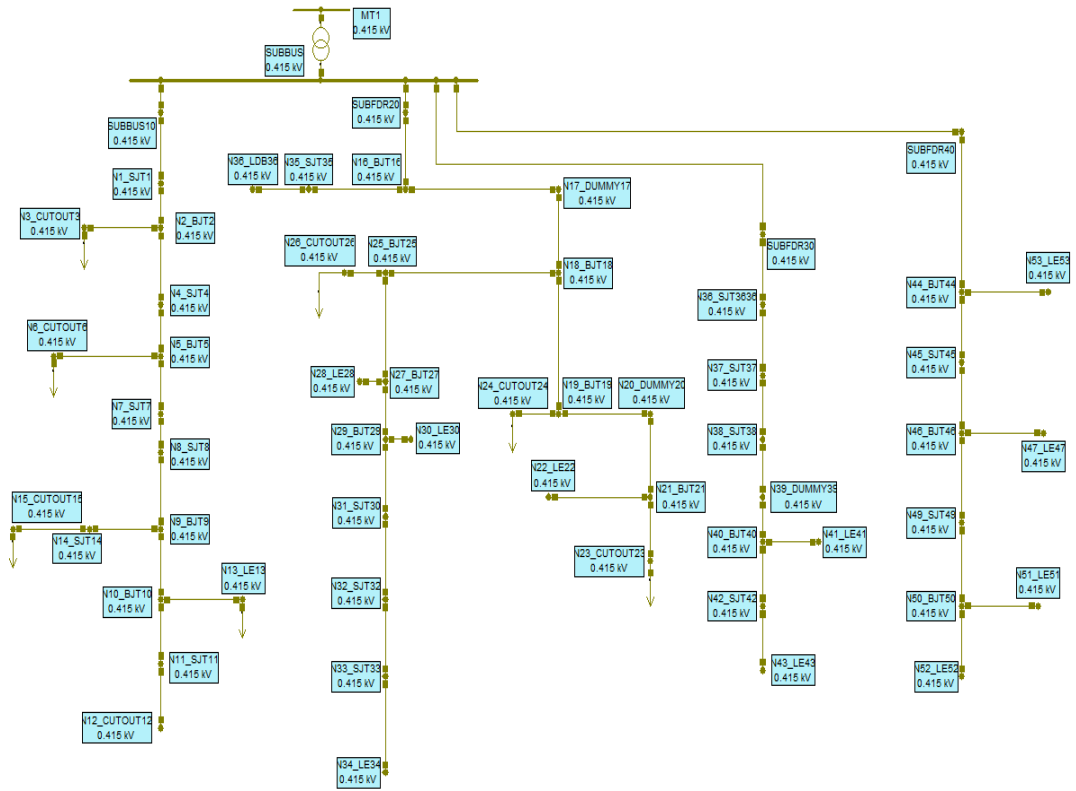 MT1
0.415 kV
SUBBUS
0.415 kV
SUBBUS10
0.415 kV
SUBFDR20
0.415 kV
SUBFDR40
0.415 kV
N36_LDB36
0.415 kV
N35_SJT35
0.415 kV
N16_BJT16
0.415 kV
N1_SJT1
0.415 kV
N17_DUMMY17
0.415 kV
N3_CUTOUT3
0.415 kV
N2_BJT2
0.415 kV
N26_CUTOUT26
0.415 kV
N25_BJT25
0.415 kV
SUBFDR30
0.415 kV
N18_BJT18
0.415 kV
N53_LE53
0.415 kV
N4_SJT4
0.415 kV
N36_SJT3636
0.415 kV
N44_BJT44
0.415 kV
N6_CUTOUT6
0.415 kV
N5_BJT5
0.415 kV
N28_LE28
0.415 kV
N27_BJT27
0.415 kV
N37_SJT37
0.415 kV
N45_SJT45
0.415 kV
N24_CUTOUT24
0.415 kV
N19_BJT19
0.415 kV
N20_DUMMY20
0.415 kV
N7_SJT7
0.415 kV
N29_BJT29
0.415 kV
N30_LE30
0.415 kV
N38_SJT38
0.415 kV
N46_BJT46
0.415 kV
N47_LE47
0.415 kV
N8_SJT8
0.415 kV
N22_LE22
0.415 kV
N21_BJT21
0.415 kV
N39_DUMMY39
0.415 kV
N15_CUTOUT15
0.415 kV
N14_SJT14
0.415 kV
N9_BJT9
0.415 kV
N31_SJT30
0.415 kV
N49_SJT49
0.415 kV
N23_CUTOUT23
0.415 kV
N40_BJT40
0.415 kV
N41_LE41
0.415 kV
N13_LE13
0.415 kV
N10_BJT10
0.415 kV
N32_SJT32
0.415 kV
N42_SJT42
0.415 kV
N51_LE51
0.415 kV
N50_BJT50
0.415 kV
N11_SJT11
0.415 kV
N33_SJT33
0.415 kV
N43_LE43
0.415 kV
N52_LE52
0.415 kV
N12_CUTOUT12
0.415 kV
N34_LE34
0.415 kV